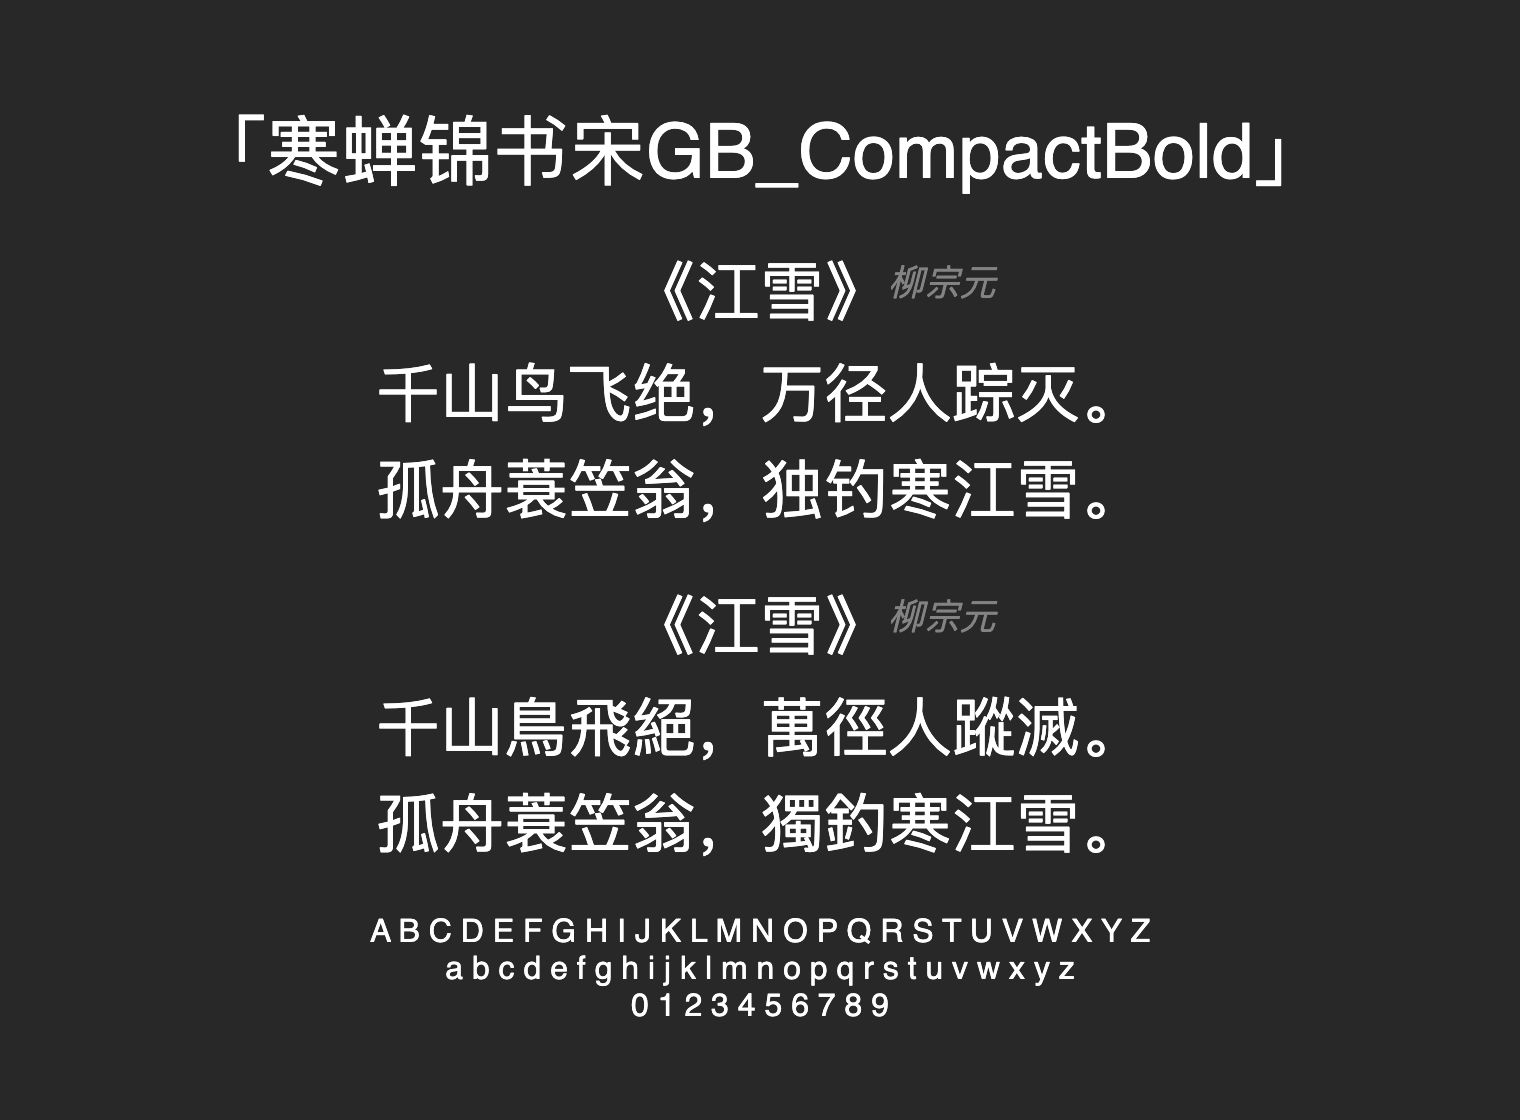 「寒蝉锦书宋GB_CompactBold」
《江雪》柳宗元
千山鸟飞绝，万径人踪灭。
孤舟蓑笠翁，独钓寒江雪。
《江雪》柳宗元
千山鳥飛絕，萬徑人蹤滅。
孤舟蓑笠翁，獨釣寒江雪。
A B C D E F G H I J K L M N O P Q R S T U V W X Y Z
a b c d e f g h i j k l m n o p q r s t u v w x y z
0 1 2 3 4 5 6 7 8 9